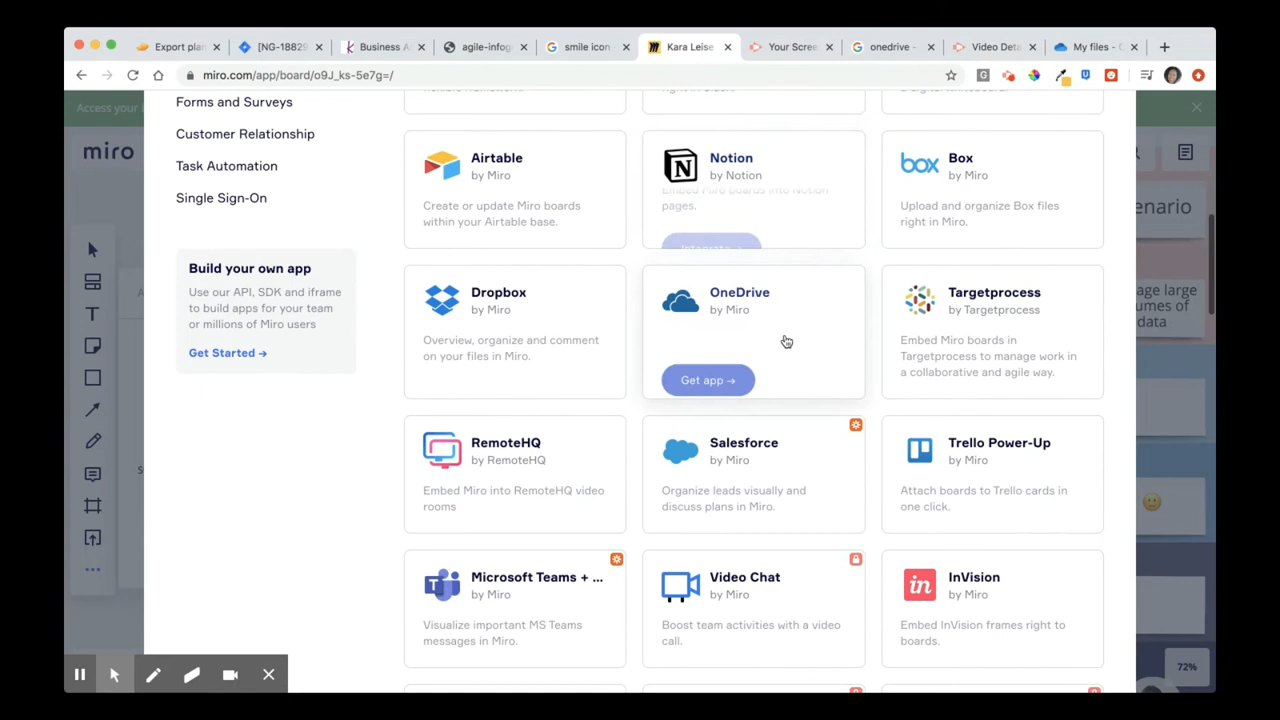 Export pla
[NG-1882
Business A
agile-infog
smile icon
Kara Leise
Your Scree
onedrive -
Video Deta
My files -
miro.com/app/board/o9J_ks-5e7g=/
Access your
miro
Forms and Surveys
Customer Relationship
Task Automation
Single Sign-On
Build your own app
Use our API, SDK and iframe
to build apps for your team
or millions of Miro users
Get Started →
Airtable
by Miro
Create or update Miro boards
within your Airtable base.
Notion
by Notion
Embed Miro boards into Notion
pages.
Integrate →
Box
by Miro
Upload and organize Box files
right in Miro.
Dropbox
by Miro
Overview, organize and comment
on your files in Miro.
OneDrive
by Miro
Get app →
Targetprocess
by Targetprocess
Embed Miro boards in
Targetprocess to manage work in
a collaborative and agile way.
RemoteHQ
by RemoteHQ
Embed Miro into RemoteHQ video
rooms
Salesforce
by Miro
Organize leads visually and
discuss plans in Miro.
Trello Power-Up
by Miro
Attach boards to Trello cards in
one click.
Microsoft Teams + ...
by Miro
Visualize important MS Teams
messages in Miro.
Video Chat
by Miro
Boost team activities with a video
call.
InVision
by Miro
Embed InVision frames right to
boards.
enario
age large
umes of
data
72%